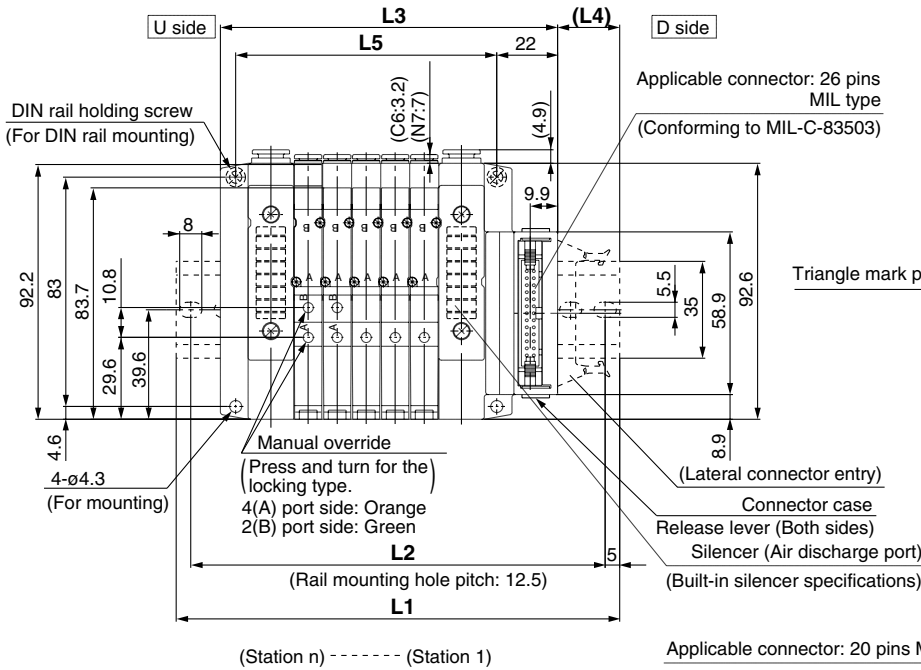 L3
(L4)
U side
D side
L5
22
Applicable connector: 26 pins
MIL type
(Conforming to MIL-C-83503)
DIN rail holding screw
(For DIN rail mounting)
(C6:3.2)
(N7:7)
(4.9)
9.9
8
92.2
83
83.7
10.8
29.6
39.6
4.6
B B B B B
A A A A A
B B
A A
5.5
35
58.9
92.6
8.9
Triangle mark p
Manual override
(Press and turn for the
locking type.)
4(A) port side: Orange
2(B) port side: Green
4-ø4.3
(For mounting)
(Lateral connector entry)
Connector case
Release lever (Both sides)
Silencer (Air discharge port)
(Built-in silencer specifications)
L2
5
(Rail mounting hole pitch: 12.5)
L1
(Station n) ------- (Station 1)
Applicable connector: 20 pins M